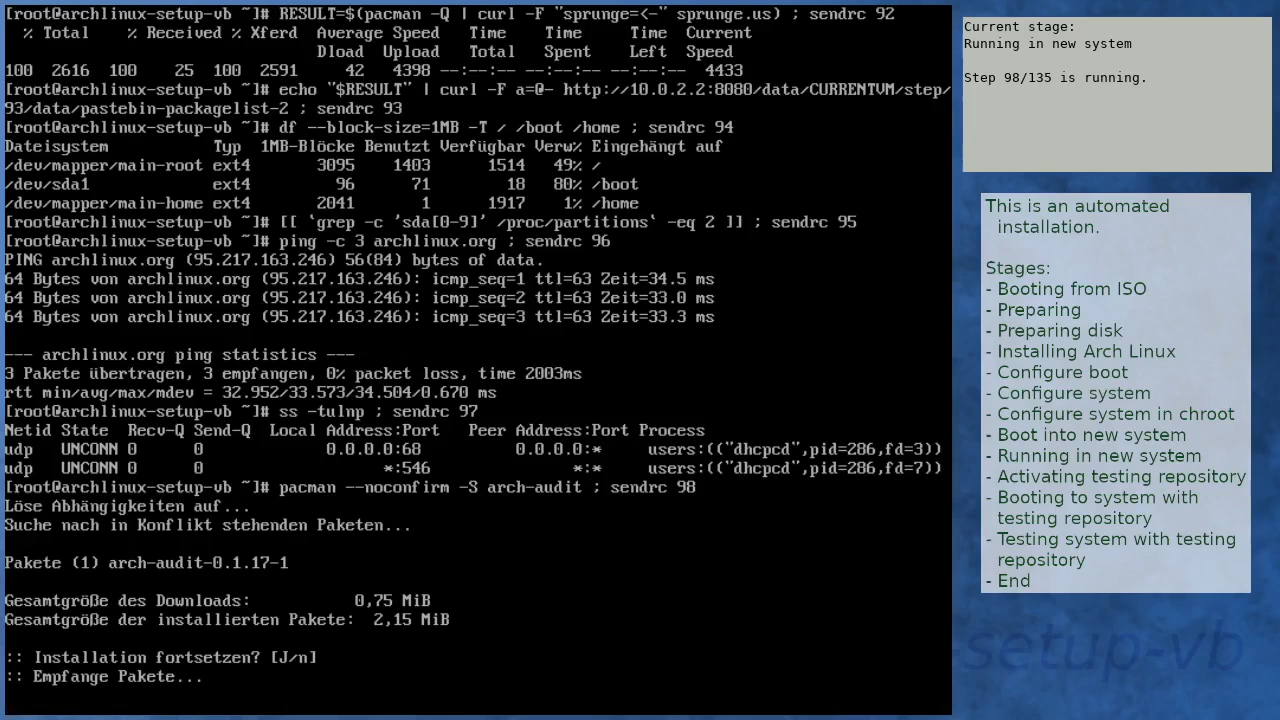 [root@archlinux-setup-vb ~]# RESULT=$(pacman -Q | curl -F "sprunge=<-" sprunge.us) ; sendrc 92
% Total % Received % Xferd Average Speed Time Time Time Current
Dload Upload Total Spent Left Speed
100 2616 100 25 100 2591 42 4398 --:--:-- --:--:-- --:--:-- 4433
[root@archlinux-setup-vb ~]# echo "$RESULT" | curl -F a=@- http://10.0.2.2:8080/data/CURRENTVM/step/
93/data/pastebin-packagelist-2 ; sendrc 93
[root@archlinux-setup-vb ~]# df --block-size=1MB -T / /boot /home ; sendrc 94
Dateisystem Typ 1MB-Blöcke Benutzt Verfügbar Verw% Eingehängt auf
/dev/mapper/main-root ext4 3095 1403 1514 49% /
/dev/sda1 ext4 96 71 18 80% /boot
/dev/mapper/main-home ext4 2041 1 1917 1% /home
[root@archlinux-setup-vb ~]# [[ `grep -c 'sda[0-9]' /proc/partitions` -eq 2 ]] ; sendrc 95
[root@archlinux-setup-vb ~]# ping -c 3 archlinux.org ; sendrc 96
PING archlinux.org (95.217.163.246) 56(84) bytes of data.
64 Bytes von archlinux.org (95.217.163.246): icmp_seq=1 ttl=63 Zeit=34.5 ms
64 Bytes von archlinux.org (95.217.163.246): icmp_seq=2 ttl=63 Zeit=33.0 ms
64 Bytes von archlinux.org (95.217.163.246): icmp_seq=3 ttl=63 Zeit=33.3 ms
--- archlinux.org ping statistics ---
3 Pakete übertragen, 3 empfangen, 0% packet loss, time 2003ms
rtt min/avg/max/mdev = 32.952/33.573/34.504/0.670 ms
[root@archlinux-setup-vb ~]# ss -tulnp ; sendrc 97
Netid State Recv-Q Send-Q Local Address:Port Peer Address:Port Process
udp UNCONN 0 0 0.0.0.0:68 0.0.0.0:* users:(("dhcpcd",pid=286,fd=3))
udp UNCONN 0 0 *:546 *:* users:(("dhcpcd",pid=286,fd=7))
[root@archlinux-setup-vb ~]# pacman --noconfirm -S arch-audit ; sendrc 98
Löse Abhängigkeiten auf...
Suche nach in Konflikt stehenden Paketen...
Pakete (1) arch-audit-0.1.17-1
Gesamtgröße des Downloads: 0,75 MiB
Gesamtgröße der installierten Pakete: 2,15 MiB
:: Installation fortsetzen? [J/n]
:: Empfange Pakete...
Current stage:
Running in new system
Step 98/135 is running.
This is an automated
installation.
Stages:
- Booting from ISO
- Preparing
- Preparing disk
- Installing Arch Linux
- Configure boot
- Configure system
- Configure system in chroot
- Boot into new system
- Running in new system
- Activating testing repository
- Booting to system with
testing repository
- Testing system with testing
repository
- End
-setup-vb